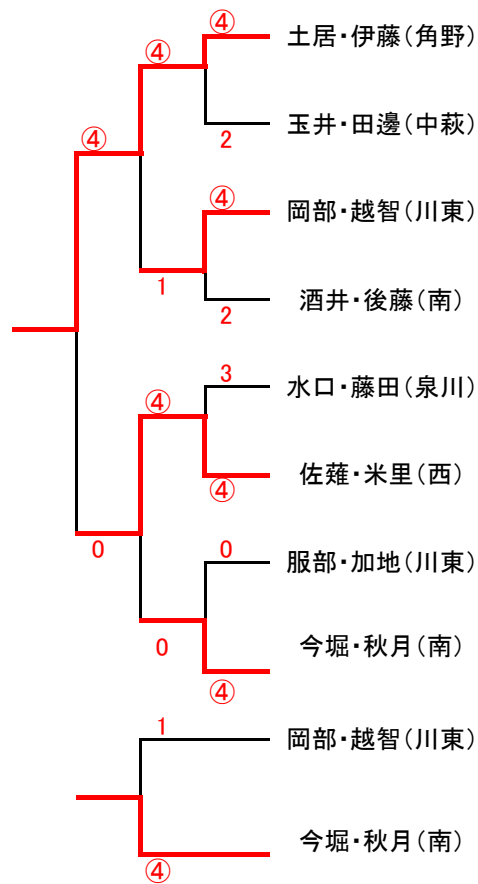 ④
土居・伊藤(角野)
④
玉井・田邊(中萩)
2
④
④
岡部・越智(川東)
1
酒井・後藤(南)
2
3
水口・藤田(泉川)
④
佐薙・米里(西)
④
0
0
服部・加地(川東)
0
今堀・秋月(南)
④
1
岡部・越智(川東)
今堀・秋月(南)
④